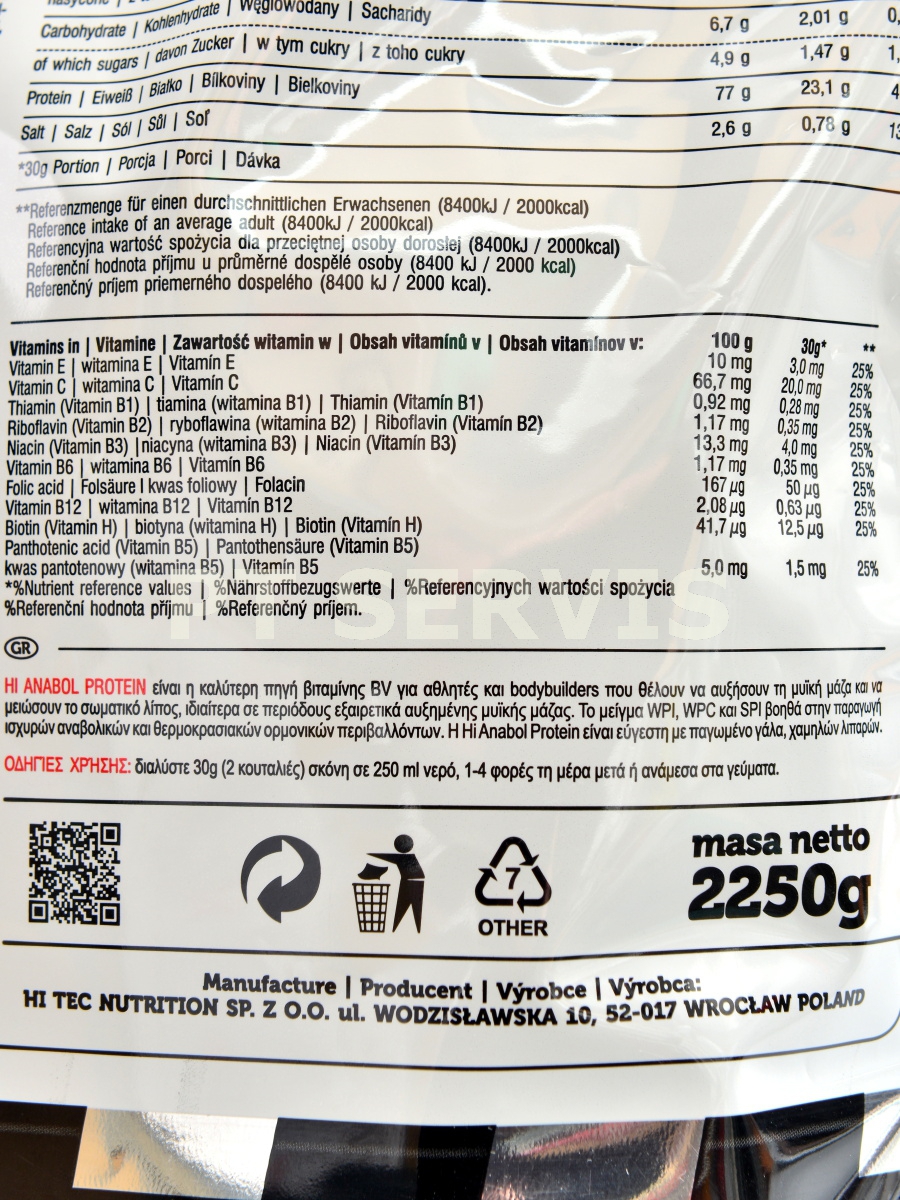 Carbohydrate | Kohlenhydrate | Węglowodany | Sacharidy 6,7 g 2,01 g
of which sugars | davon Zucker | w tym cukry | z toho cukry 4,9 g 1,47 g
Protein | Eiweiß | Białko | Bílkoviny | Bielkoviny 77 g 23,1 g
Salt | Salz | Sól | Sůl | Soľ 2,6 g 0,78 g
*30g Portion | Porcja | Porci | Dávka
**Referenzmenge für einen durchschnittlichen Erwachsenen (8400kJ / 2000kcal)
Reference intake of an average adult (8400kJ / 2000kcal)
Referencyjna wartość spożycia dla przeciętnej osoby dorosłej (8400kJ / 2000kcal)
Referenční hodnota příjmu u průměrné dospělé osoby (8400 kJ / 2000 kcal)
Referenčný príjem priemerného dospelého (8400 kJ / 2000 kcal).
Vitamins in | Vitamine | Zawartość witamin w | Obsah vitamínů v | Obsah vitamínov v: 100 g 30g* **
Vitamin E | witamina E | Vitamín E 10 mg 3,0 mg 25%
Vitamin C | witamina C | Vitamín C 66,7 mg 20,0 mg 25%
Thiamin (Vitamin B1) | tiamina (witamina B1) | Thiamin (Vitamín B1) 0,92 mg 0,28 mg 25%
Riboflavin (Vitamin B2) | ryboflawina (witamina B2) | Riboflavin (Vitamín B2) 1,17 mg 0,35 mg 25%
Niacin (Vitamin B3) |niacyna (witamina B3) | Niacin (Vitamín B3) 13,3 mg 4,0 mg 25%
Vitamin B6 | witamina B6 | Vitamín B6 1,17 mg 0,35 mg 25%
Folic acid | Folsäure l kwas foliowy | Folacin 167 µg 50 µg 25%
Vitamin B12 | witamina B12 | Vitamín B12 2,08 µg 0,63 µg 25%
Biotin (Vitamin H) | biotyna (witamina H) | Biotin (Vitamín H) 41,7 µg 12,5 µg 25%
Panthotenic acid (Vitamin B5) | Pantothensäure (Vitamin B5)
kwas pantotenowy (witamina B5) | Vitamín B5 5,0 mg 1,5 mg 25%
*%Nutrient reference values | %Nährstoffbezugswerte | %Referencyjnych wartości spożycia
%Referenční hodnota příjmu | %Referenčný príjem.
SERVIS
GR
HI ANABOL PROTEIN είναι η καλύτερη πηγή βιταμίνης BV για αθλητές και bodybuilders που θέλουν να αυξήσουν τη μυϊκή μάζα και να
μειώσουν το σωματικό λίπος, ιδιαίτερα σε περιόδους εξαιρετικά αυξημένης μυϊκής μάζας. Το μείγμα WPI, WPC και SPI βοηθά στην παραγωγή
ισχυρών αναβολικών και θερμοκρασιακών ορμονικών περιβαλλόντων. Η Hi Anabol Protein είναι εύγεστη με παγωμένο γάλα, χαμηλών λιπαρών.
ΟΔΗΓΙΕΣ ΧΡΉΣΗΣ: διαλύστε 30g (2 κουταλιές) σκόνη σε 250 ml νερό, 1-4 φορές τη μέρα μετά ή ανάμεσα στα γεύματα.
7
OTHER
masa netto
2250g
Manufacture | Producent | Výrobce | Výrobca:
HI TEC NUTRITION SP. Z O.O. ul. WODZISŁAWSKA 10, 52-017 WROCŁAW POLAND